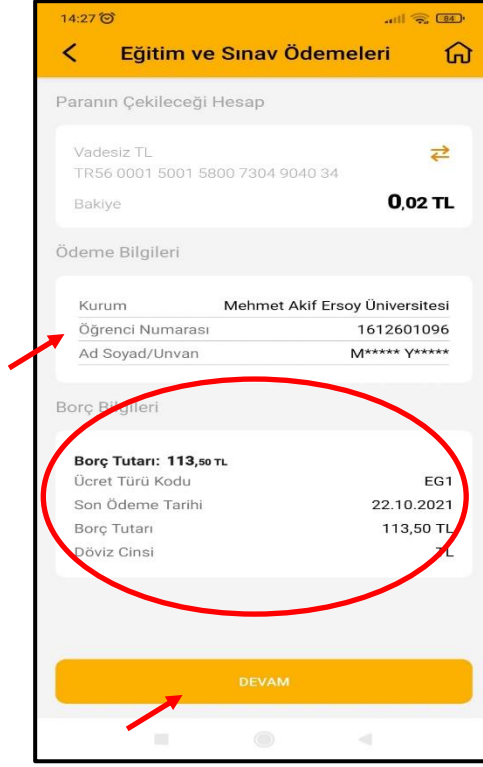 14:27
84
Eğitim ve Sınav Ödemeleri
Paranın Çekileceği Hesap
Vadesiz TL
TR56 0001 5001 5800 7304 9040 34
Bakiye 0,02 TL
Ödeme Bilgileri
Kurum Mehmet Akif Ersoy Üniversitesi
Öğrenci Numarası 1612601096
Ad Soyad/Unvan M***** Y*****
Borç Bilgileri
Borç Tutarı: 113,50 TL
Ücret Türü Kodu EG1
Son Ödeme Tarihi 22.10.2021
Borç Tutarı 113,50 TL
Döviz Cinsi TL
DEVAM